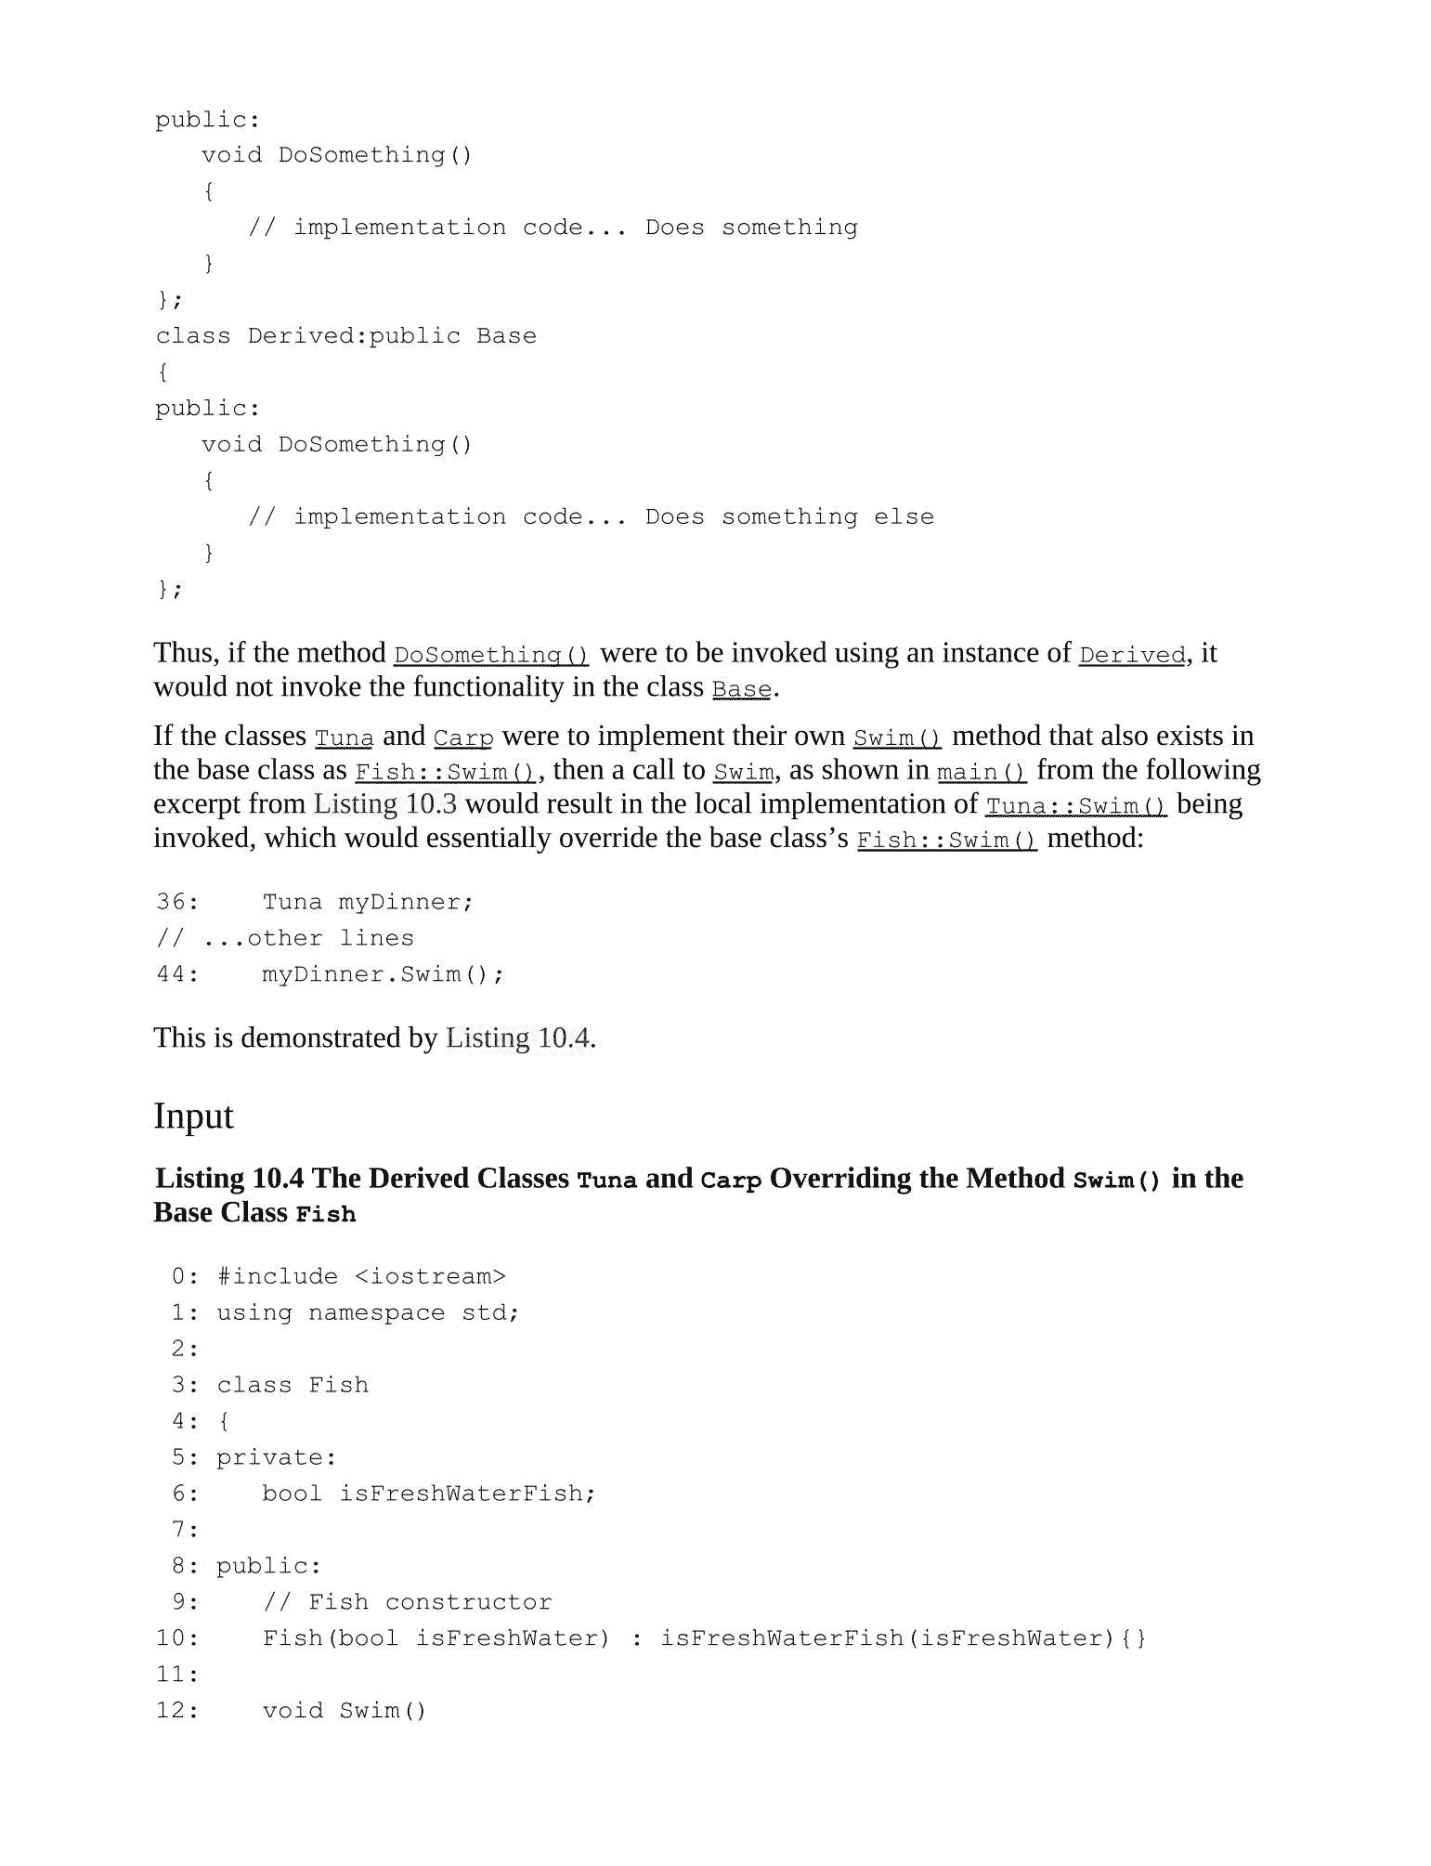 public:
   void DoSomething()
   {
      // implementation code... Does something
   }
};
class Derived:public Base
{
public:
   void DoSomething()
   {
      // implementation code... Does something else
   }
};
Thus, if the method DoSomething() were to be invoked using an instance of Derived, it
would not invoke the functionality in the class Base.
If the classes Tuna and Carp were to implement their own Swim() method that also exists in
the base class as Fish::Swim(), then a call to Swim, as shown in main() from the following
excerpt from Listing 10.3 would result in the local implementation of Tuna::Swim() being
invoked, which would essentially override the base class’s Fish::Swim() method:
36:    Tuna myDinner;
// ...other lines
44:    myDinner.Swim();
This is demonstrated by Listing 10.4.
Input
Listing 10.4 The Derived Classes Tuna and Carp Overriding the Method Swim() in the
Base Class Fish
 0: #include <iostream>
 1: using namespace std;
 2:
 3: class Fish
 4: {
 5: private:
 6:    bool isFreshWaterFish;
 7:
 8: public:
 9:    // Fish constructor
10:    Fish(bool isFreshWater) : isFreshWaterFish(isFreshWater){}
11:
12:    void Swim()